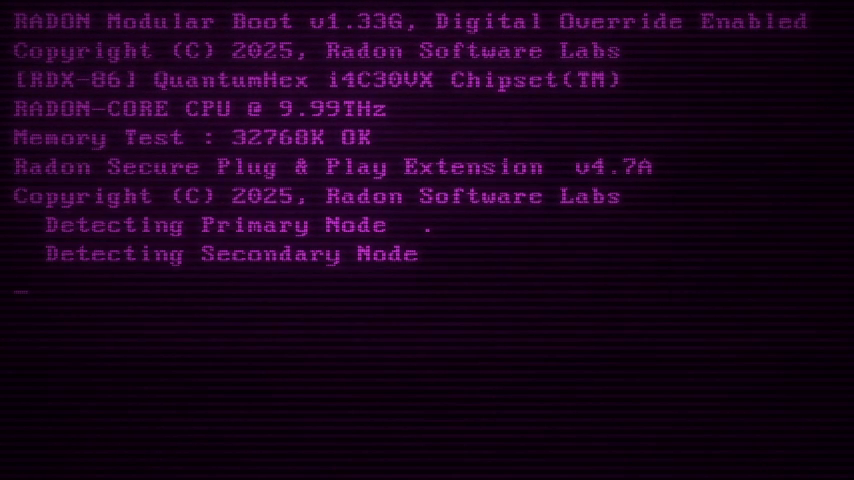 RADON Modular Boot v1.33G, Digital Override Enabled
Copyright (C) 2025, Radon Software Labs
[RDX-86] QuantumHex i4C30VX Chipset(TM)
RADON-CORE CPU @ 9.99THz
Memory Test : 32768K OK
Radon Secure Plug & Play Extension  v4.7A
Copyright (C) 2025, Radon Software Labs
  Detecting Primary Node  .
  Detecting Secondary Node
_